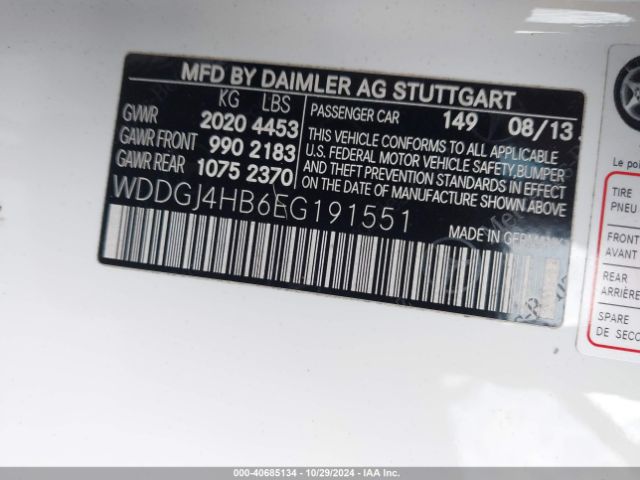 MFD BY DAIMLER AG STUTTGART
KG LBS
GVWR 2020 4453
GAWR FRONT 990 2183
GAWR REAR 1075 2370
PASSENGER CAR 149 08/13
THIS VEHICLE CONFORMS TO ALL APPLICABLE
U.S. FEDERAL MOTOR VEHICLE SAFETY, BUMPER
AND THEFT PREVENTION STANDARDS IN
EFFECT ON DATE OF MANUFACTURE SHOWN ABOVE
WDDGJ4HB6EG191551
MADE IN GERMANY
Le
TIRE
PNEU
FRONT
AVANT
REAR
ARRIÈRE
SPARE
DE
000-40685134 - 10/29/2024 - Copyright 2024 IAA Inc.